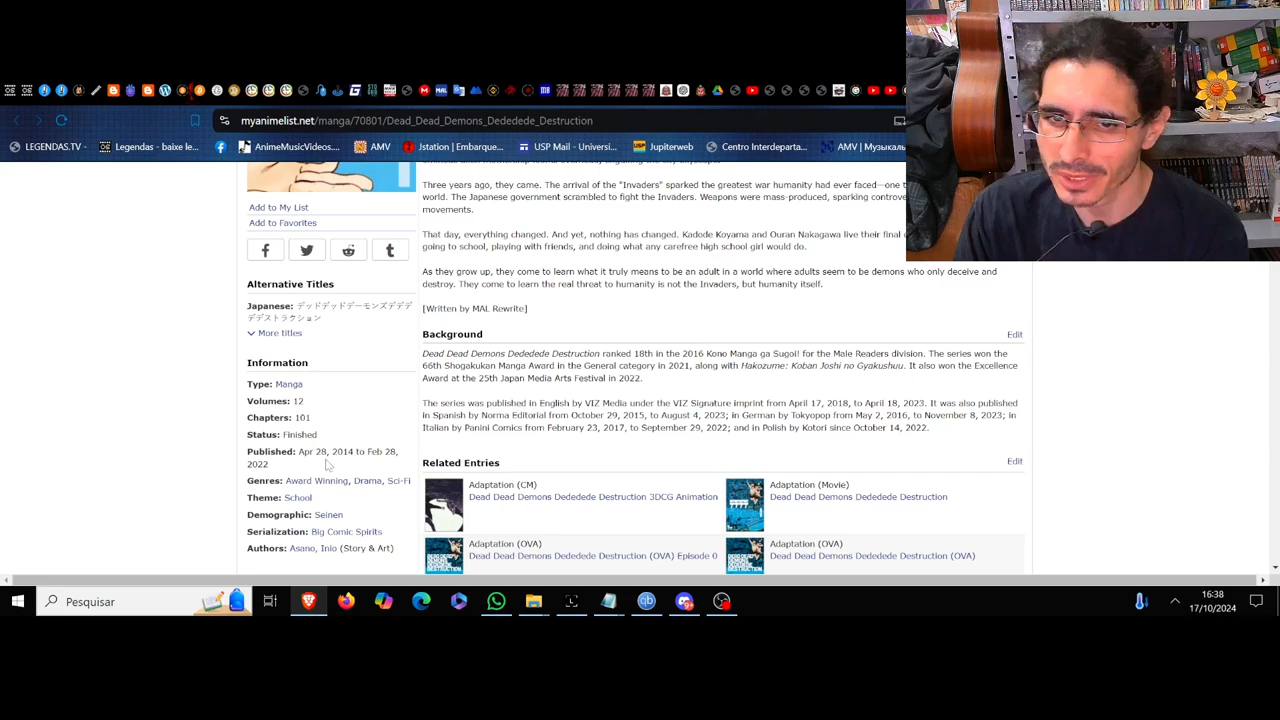 myanimelist.net/manga/70801/Dead_Dead_Demons_Dededede_Destruction
LEGENDAS.TV
Legendas - baixe le...
AnimeMusicVideos....
AMV
Jstation | Embarque...
USP Mail - Universi...
Jupiterweb
Centro Interdeparta...
AMV | Музыкаль
Three years ago, they came. The arrival of the "Invaders" sparked the greatest war humanity had ever faced—one t
world. The Japanese government scrambled to fight the Invaders. Weapons were mass-produced, sparking controve
movements.
That day, everything changed. And yet, nothing has changed. Kadode Koyama and Ouran Nakagawa live their final
going to school, playing with friends, and doing what any carefree high school girl would do.
As they grow up, they come to learn what it truly means to be an adult in a world where adults seem to be demons who only deceive and
destroy. They come to learn the real threat to humanity is not the Invaders, but humanity itself.
[Written by MAL Rewrite]
Add to My List
Add to Favorites
Alternative Titles
Japanese: デッドデッドデーモンズデデデ
デデストラクション
More titles
Information
Type: Manga
Volumes: 12
Chapters: 101
Status: Finished
Published: Apr 28, 2014 to Feb 28,
2022
Genres: Award Winning, Drama, Sci-Fi
Theme: School
Demographic: Seinen
Serialization: Big Comic Spirits
Authors: Asano, Inio (Story & Art)
Background
Edit
Dead Dead Demons Dededede Destruction ranked 18th in the 2016 Kono Manga ga Sugoi! for the Male Readers division. The series won the
66th Shogakukan Manga Award in the General category in 2021, along with Hakozume: Koban Joshi no Gyakushuu. It also won the Excellence
Award at the 25th Japan Media Arts Festival in 2022.
The series was published in English by VIZ Media under the VIZ Signature imprint from April 17, 2018, to April 18, 2023. It was also published
in Spanish by Norma Editorial from October 29, 2015, to August 4, 2023; in German by Tokyopop from May 2, 2016, to November 8, 2023; in
Italian by Panini Comics from February 23, 2017, to September 29, 2022; and in Polish by Kotori since October 14, 2022.
Related Entries
Edit
Adaptation (CM)
Dead Dead Demons Dededede Destruction 3DCG Animation
Adaptation (Movie)
Dead Dead Demons Dededede Destruction
Adaptation (OVA)
Dead Dead Demons Dededede Destruction (OVA) Episode 0
Adaptation (OVA)
Dead Dead Demons Dededede Destruction (OVA)
Pesquisar
16:38
17/10/2024